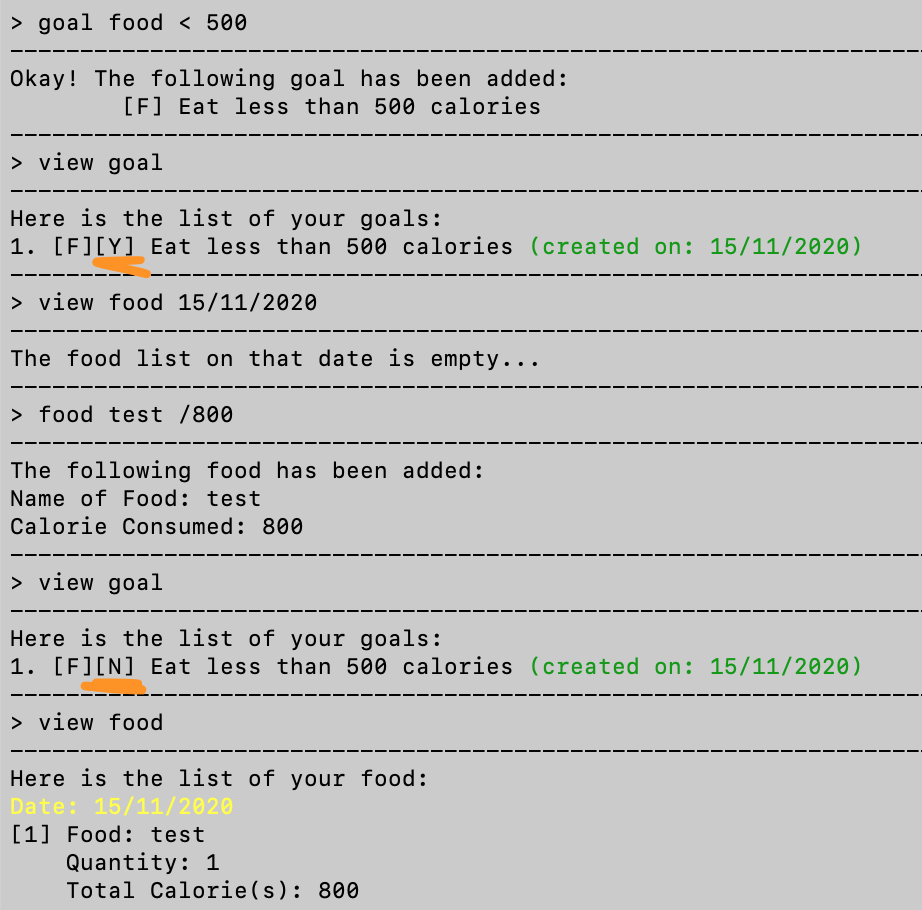 > goal food < 500
Okay! The following goal has been added:
[F] Eat less than 500 calories
> view goal
Here is the list of your goals:
1. [F][Y] Eat less than 500 calories (created on: 15/11/2020)
> view food 15/11/2020
The food list on that date is empty...
> food test /800
The following food has been added:
Name of Food: test
Calorie Consumed: 800
> view goal
Here is the list of your goals:
1. [F][N] Eat less than 500 calories (created on: 15/11/2020)
> view food
Here is the list of your food:
Date: 15/11/2020
[1] Food: test
Quantity: 1
Total Calorie(s): 800